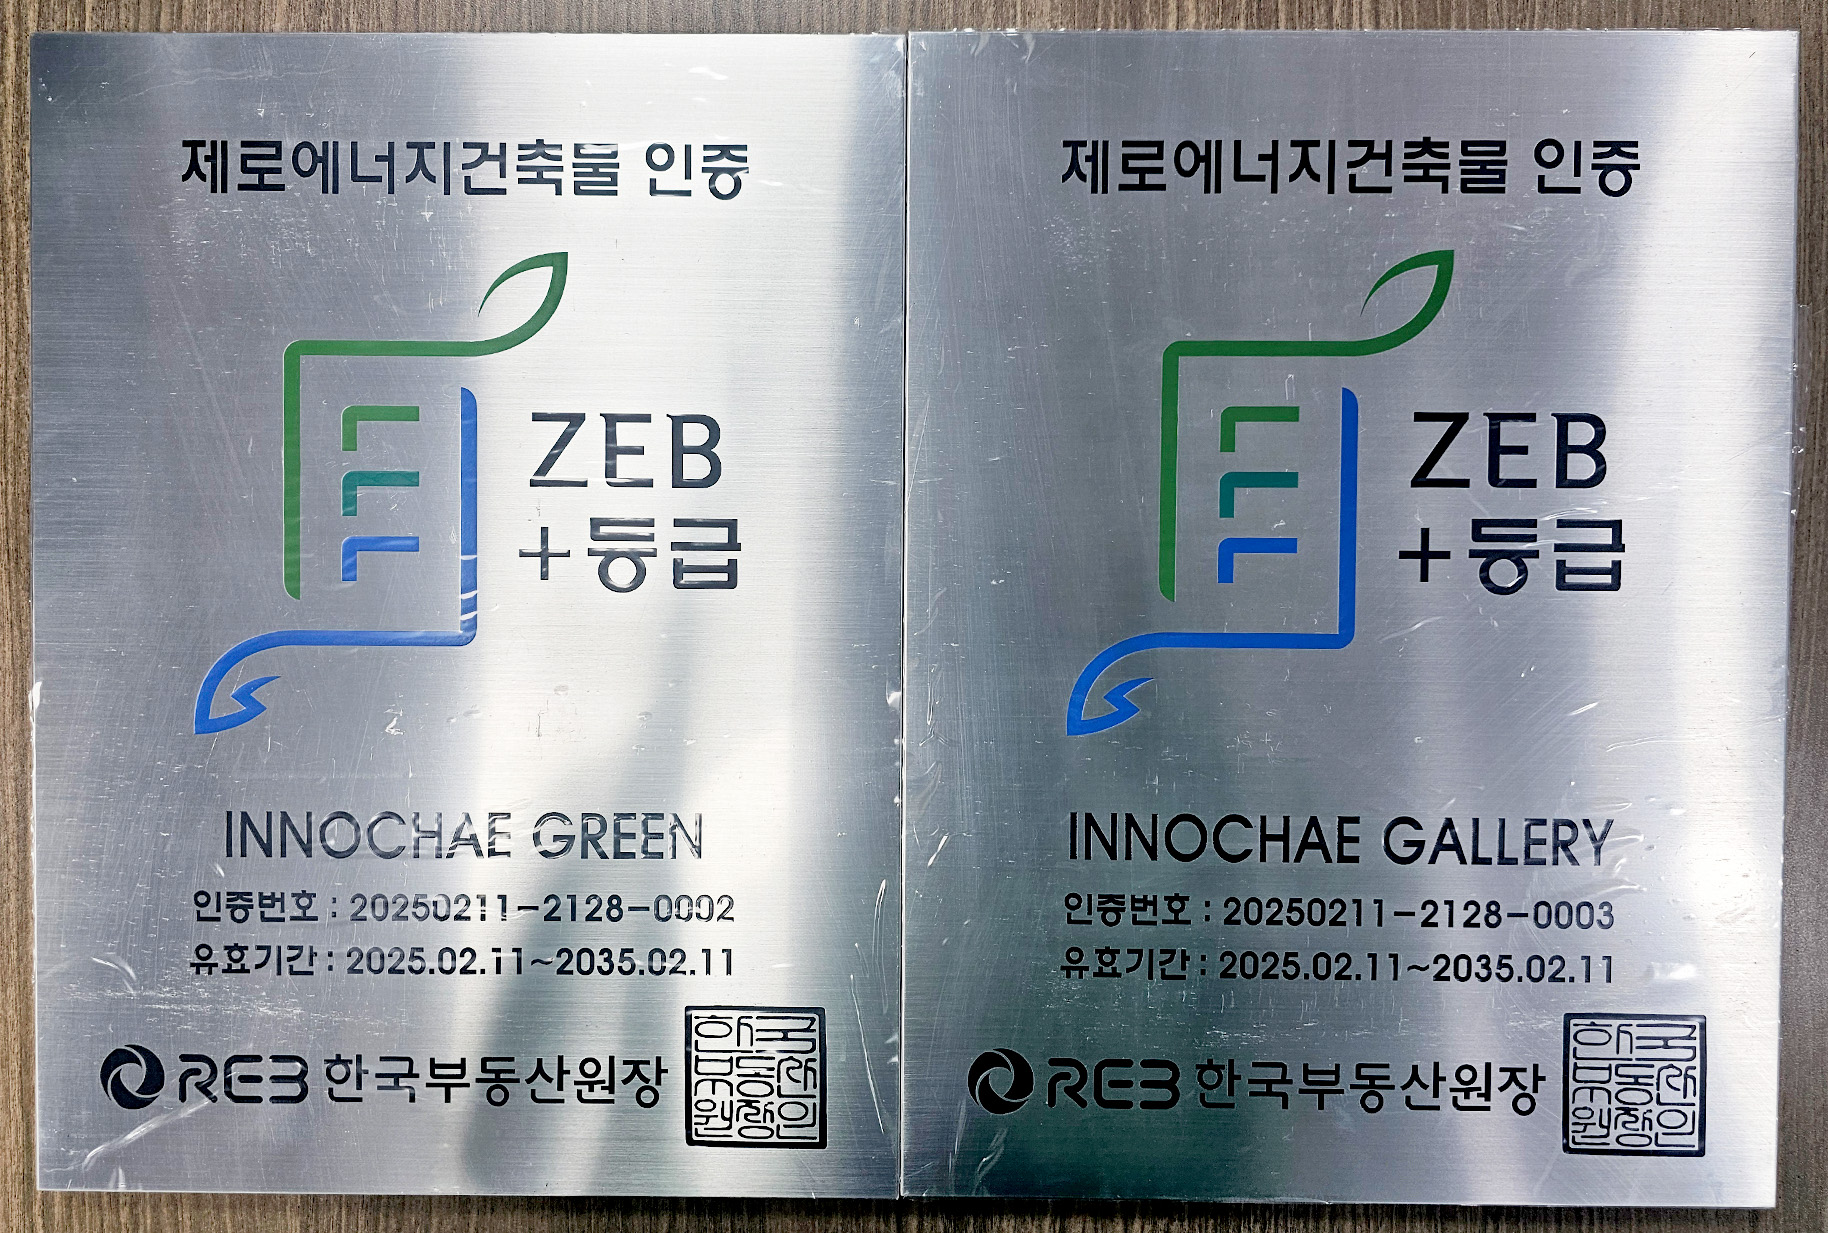 제로에너지건축물 인증
ZEB
+등급
INNOCHAE GREEN
인증번호 : 20250211-2128-0002
유효기간 : 2025.02.11~2035.02.11
REB 한국부동산원장
한국부동산원장의인
제로에너지건축물 인증
ZEB
+등급
INNOCHAE GALLERY
인증번호 : 20250211-2128-0003
유효기간 : 2025.02.11~2035.02.11
REB 한국부동산원장
한국부동산원장의인